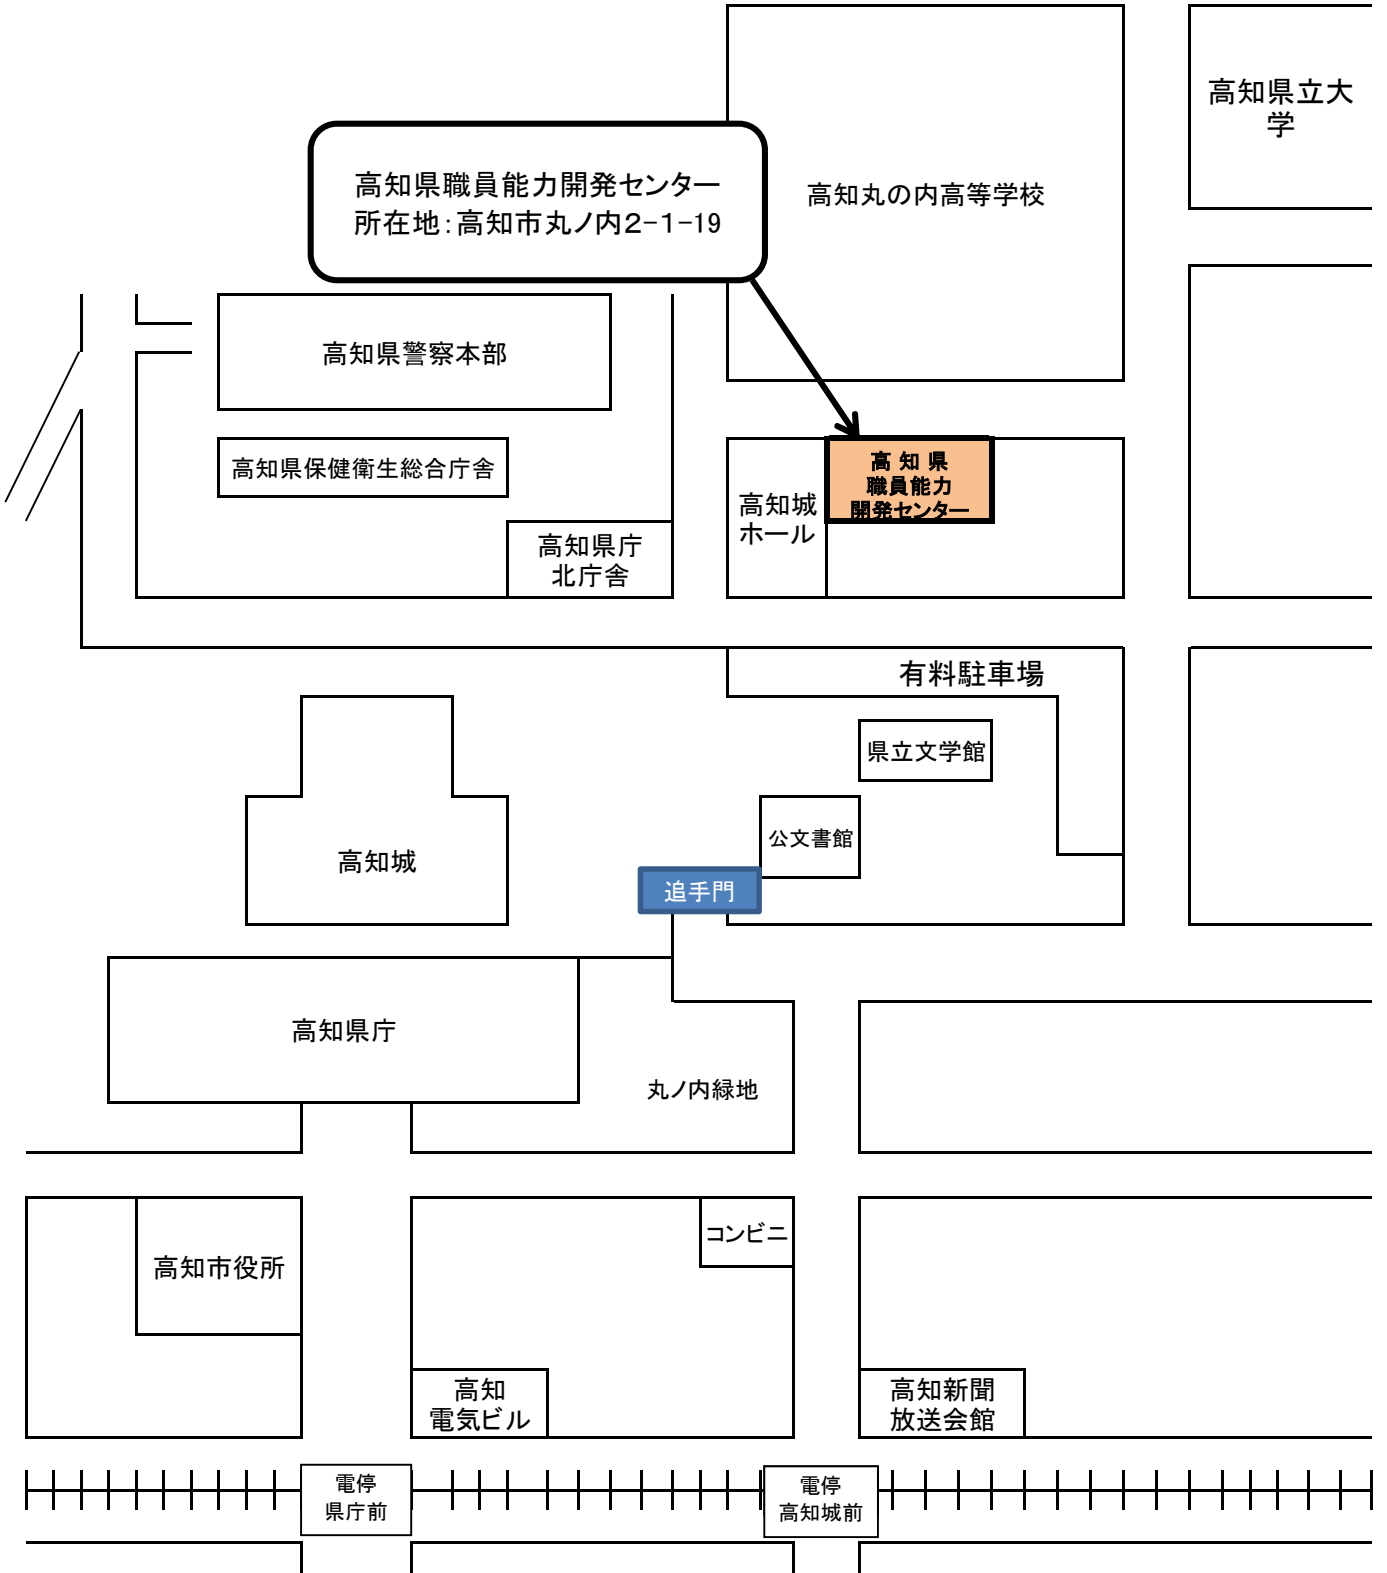 高知県立大
学
高知県職員能力開発センター
所在地：高知市丸ノ内２−１−19
高知丸の内高等学校
高知県警察本部
高知県保健衛生総合庁舎
高知県庁
北庁舎
高知城
ホール
高 知 県
職員能力
開発センター
有料駐車場
県立文学館
公文書館
高知城
追手門
高知県庁
丸ノ内緑地
コンビニ
高知市役所
高知
電気ビル
高知新聞
放送会館
電停
県庁前
電停
高知城前